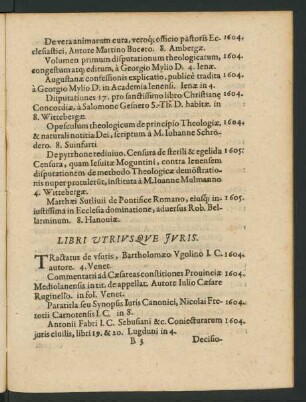 De vera animarum cura, veroq́; officio pastoris Ec- 1604.
clesiastici, Autore Martino Bucero. 8. Ambergæ.
Volumen primum disputationum theologicarum, 1604.
congestum atq; editum, à Georgio Mylio D. 4. Ienæ.
Augustanæ confessionis explicatio, publicè tradita 1604.
à Georgio Mylio D. in Academia Ienensi. Ienæ in 4.
Disputationes 17. pro sanctissimo libro Christianę 1604.
Concordiæ, à Salomone Gesnero S. Th. D. habitæ in
8. Wittebergæ.
Opusculum theologicum de principio Theologiæ, 1604.
& naturali notitia Dei, scriptum à M. Iohanne Schrö-
dero. 8. Suinfurti
De pyrrhone rediuiuo. Censura de sterili & egelida 1605.
Censura, quam Iesuitæ Moguntini, contra Ienensem
disputationem de methodo Theologicæ demonstratio-
nis nuper protulerūt, instituta à M. Ioanne Mulmanno
4. Wittebergæ.
Matthæi Sutliuii de Pontifice Romano, eiusq́; in- 1605.
iustissima in Ecclesia dominatione, aduersus Rob. Bel-
larminum. 8. Hanouiæ.
LIBRI UTRIUSQUE JURIS.
Tractatus de vsuris, Bartholomæo Vgolino I. C. 1604.
autore. 4. Venet.
Commentarii ad Cæsareas constitiones Prouinciæ 1604.
Mediolanensis in tit. de appellat. Autore Iulio Cæsare
Ruginello. in fol. Venet.
Paratitla seu Synopsis Iuris Canonici, Nicolai Fre- 1604.
rotii Carnotensis I. C. in 8.
Antonii Fabri I. C. Sebusiani &c. Coniecturarum 1604.
juris ciuilis, libri 19. & 20. Lugduni in 4.
B 3 Decisio-